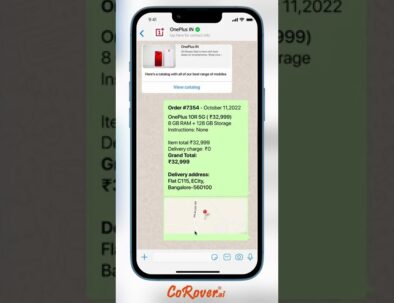 9:41
OnePlus IN
tap here for contact info
OnePlus IN
Here's a catalog with all of our best range of mobiles
View catalog
Order #7354 - October 11,2022
OnePlus 10R 5G ( ₹32,999)
8 GB RAM + 128 GB Storage
Instructions: None
Item total ₹32,999
Delivery charge: ₹0
Grand Total:
₹32,999
Delivery address:
Flat C115, ECity,
Bangalore-560100
11,2022
₹32,999)
orage
Ite
De
Gr
₹3
De
Fla
Ba
CoRover.ai